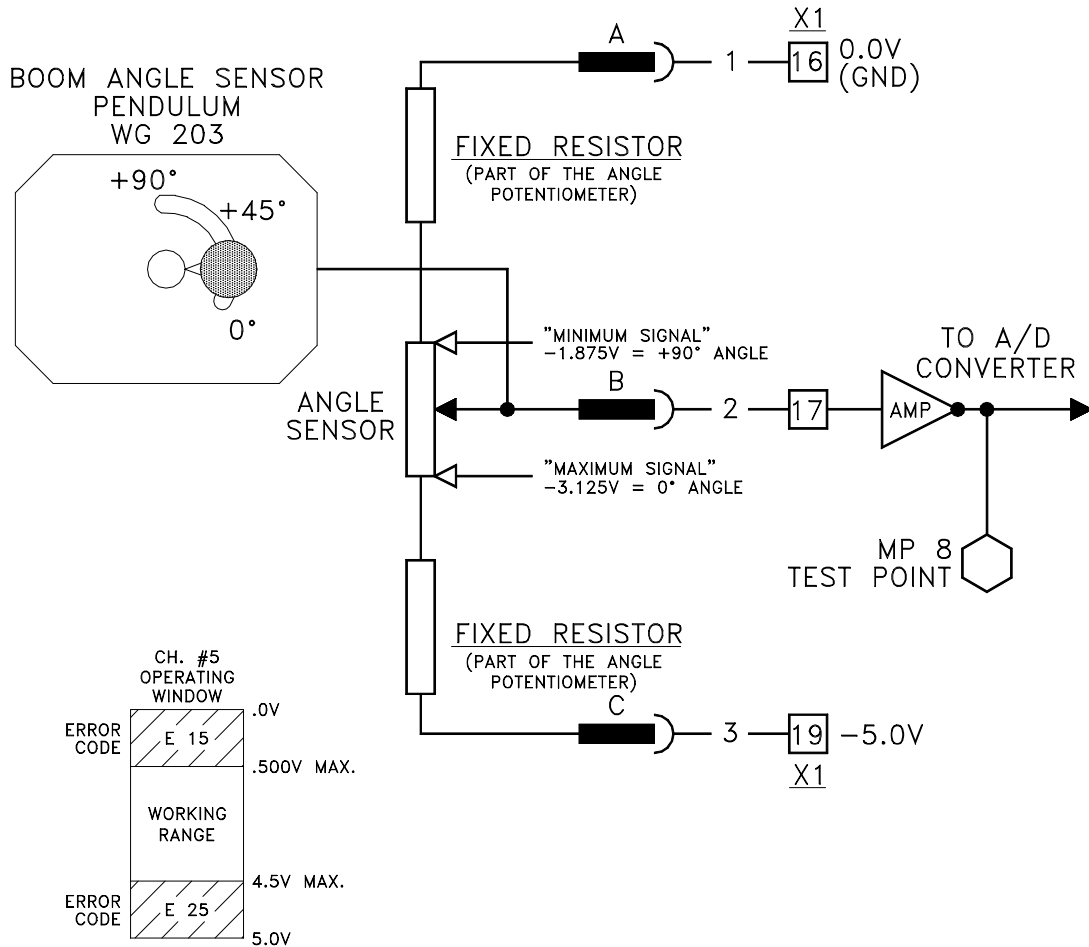 X1
A
1
16
0.0V
(GND)
BOOM ANGLE SENSOR
PENDULUM
WG 203
+90°
+45°
0°
FIXED RESISTOR
(PART OF THE ANGLE
POTENTIOMETER)
"MINIMUM SIGNAL"
-1.875V = +90° ANGLE
ANGLE
SENSOR
B
2
17
AMP
TO A/D
CONVERTER
"MAXIMUM SIGNAL"
-3.125V = 0° ANGLE
MP 8
TEST POINT
FIXED RESISTOR
(PART OF THE ANGLE
POTENTIOMETER)
C
3
19
-5.0V
X1
CH. #5
OPERATING
WINDOW
.0V
ERROR
CODE
E 15
.500V MAX.
WORKING
RANGE
4.5V MAX.
ERROR
CODE
E 25
5.0V